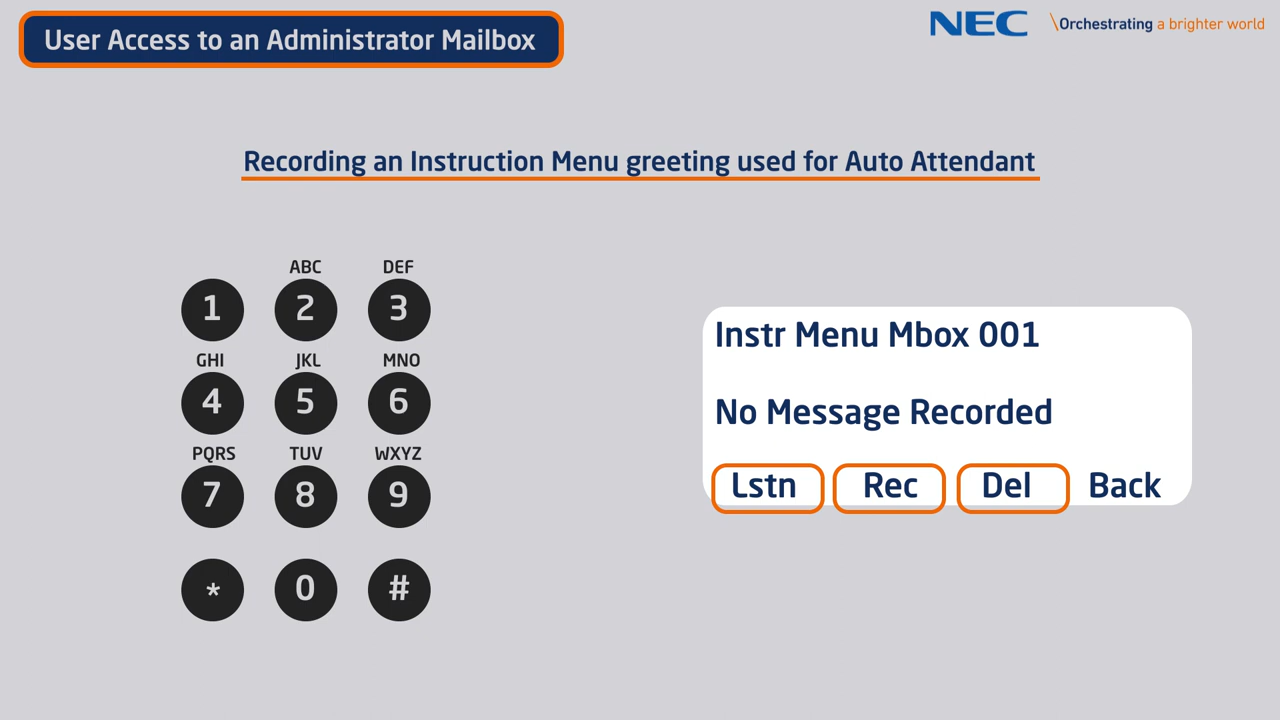 User Access to an Administrator Mailbox
NEC
\Orchestrating a brighter world
Recording an Instruction Menu greeting used for Auto Attendant
ABC DEF
1 2 3
GHI JKL MNO
4 5 6
PQRS TUV WXYZ
7 8 9
* 0 #
Instr Menu Mbox 001
No Message Recorded
Lstn Rec Del Back